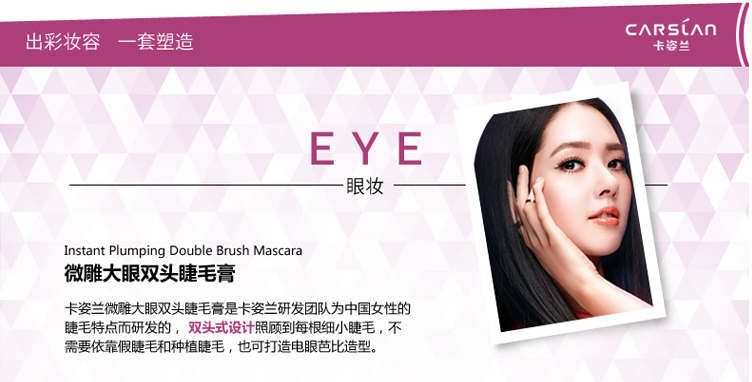 出彩妆容 一套塑造
CARSLAN
卡姿兰
EYE
眼妆
Instant Plumping Double Brush Mascara
微雕大眼双头睫毛膏
卡姿兰微雕大眼双头睫毛膏是卡姿兰研发团队为中国女性的
睫毛特点而研发的，双头式设计照顾到每根细小睫毛，不
需要依靠假睫毛和种植睫毛，也可打造电眼芭比造型。